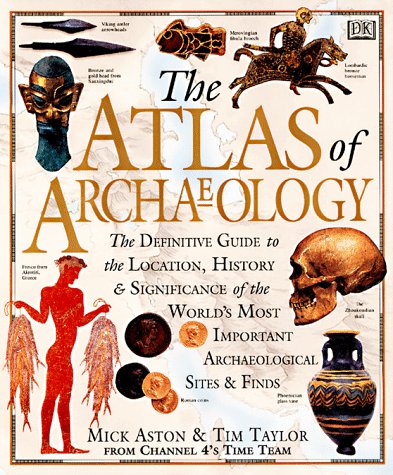 Viking antler
arrowheads
Merovingian
fibula brooch
DK
Lombardic
bronze
horseman
Bronze and
gold head from
Sanxingdui
The
ATLAS of
ARCHAEOLOGY
THE DEFINITIVE GUIDE to
the LOCATION, HISTORY
& SIGNIFICANCE of the
WORLD'S MOST
IMPORTANT
ARCHAEOLOGICAL
SITES & FINDS
Fresco from
Akrotiri,
Greece
The
Zhoukoudian
skull
Roman coins
Phoenician
glass vase
MICK ASTON & TIM TAYLOR
FROM CHANNEL 4'S TIME TEAM